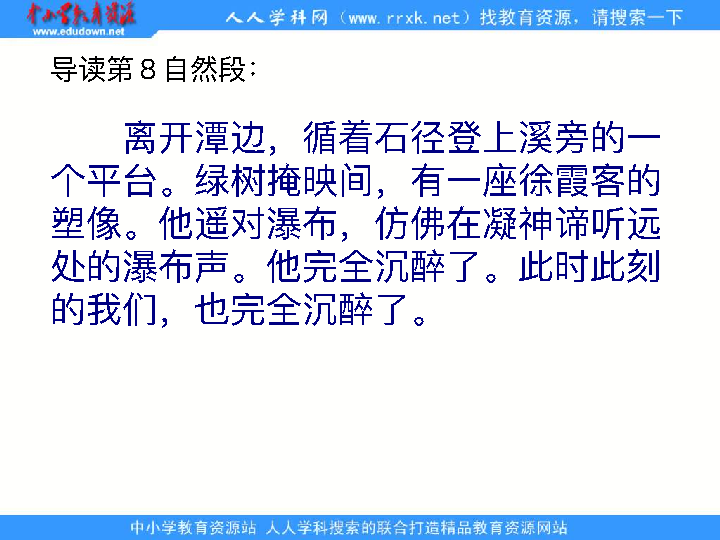 中小学教育资源
www.edudown.net
人人学科网（www.rrxk.net）找教育资源，请搜索一下
导读第８自然段：
离开潭边，循着石径登上溪旁的一
个平台。绿树掩映间，有一座徐霞客的
塑像。他遥对瀑布，仿佛在凝神谛听远
处的瀑布声。他完全沉醉了。此时此刻
的我们，也完全沉醉了。
中小学教育资源站 人人学科搜索的联合打造精品教育资源网站